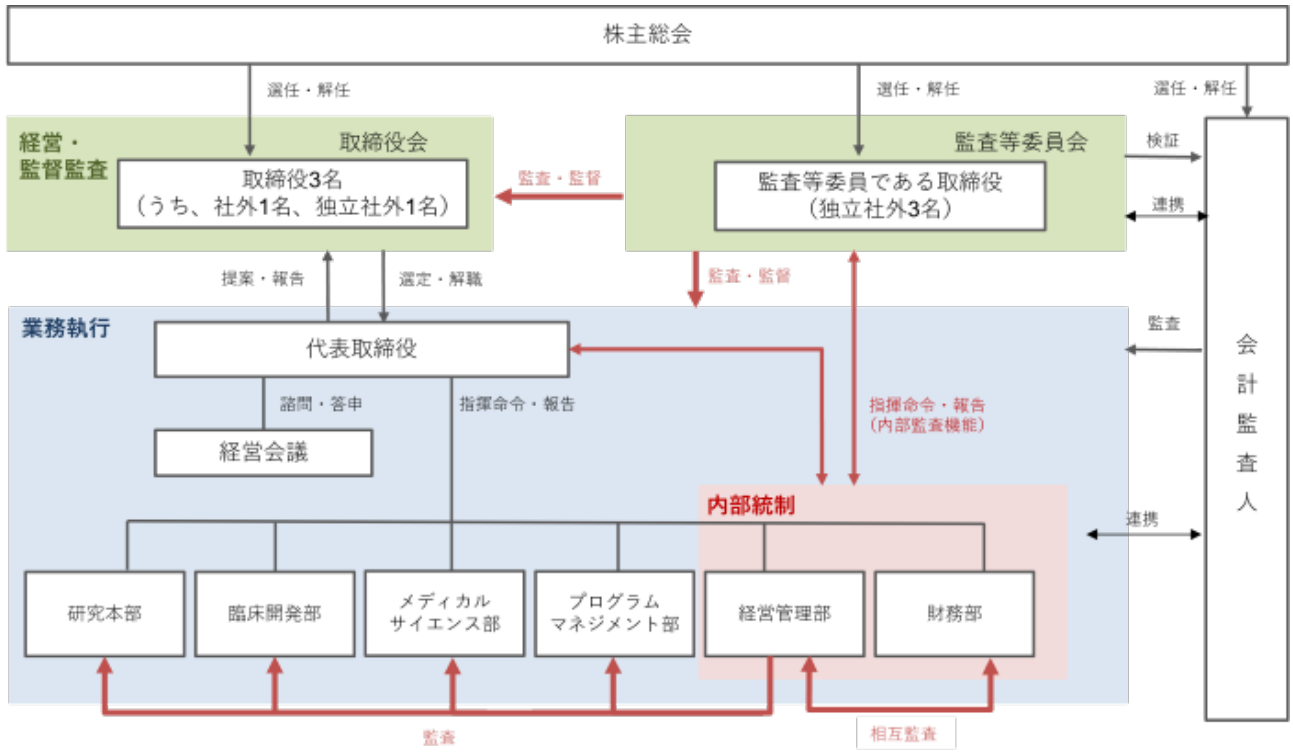 株主総会
選任・解任
選任・解任
選任・解任
経営・
監督監査
取締役会
取締役3名
（うち、社外1名、独立社外1名）
監査・監督
監査等委員会
監査等委員である取締役
（独立社外3名）
検証
連携
提案・報告
選定・解職
監査・監督
業務執行
代表取締役
監査
会計監査人
諮問・答申
指揮命令・報告
指揮命令・報告
（内部監査機能）
経営会議
内部統制
連携
研究本部
臨床開発部
メディカル
サイエンス部
プログラム
マネジメント部
経営管理部
財務部
監査
相互監査